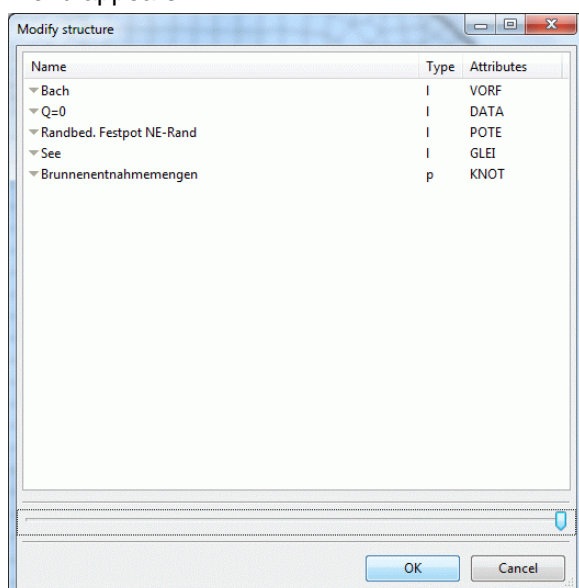 Modify structure
Name Type Attributes
Bach l VORF
Q=0 l DATA
Randbed. Festpot NE-Rand l POTE
See l GLEI
Brunnenentnahmemengen p KNOT
OK Cancel